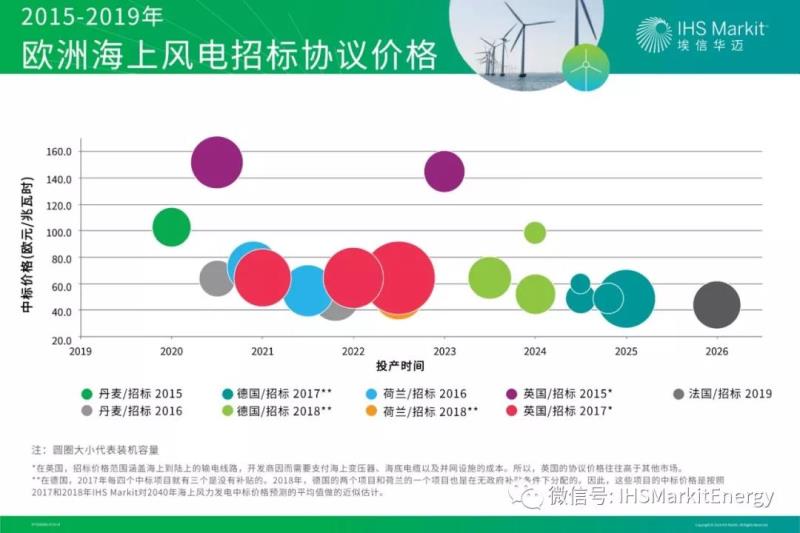 2015-2019年
欧洲海上风电招标协议价格
IHS Markit
埃信华迈
中标价格(欧元/兆瓦时)
160.0
140.0
120.0
100.0
80.0
60.0
40.0
20.0
2019 2020 2021 2022 2023 2024 2025 2026
投产时间
丹麦/招标 2015 德国/招标 2017** 荷兰/招标 2016 英国/招标 2015* 法国/招标 2019
丹麦/招标 2016 德国/招标 2018** 荷兰/招标 2018** 英国/招标 2017*
注：圆圈大小代表装机容量
*在英国，招标价格范围涵盖海上到陆上的输电线路，开发商因而需要支付海上变压器、海底电缆以及并网设施的成本。所以，英国的协议价格往往高于其他市场。
**在德国，2017年每四个中标项目就有三个是没有补贴的。2018年，德国的两个项目和荷兰的一个项目也是在无政府补贴条件下分配的。因此，这些项目的中标价格是按照
2017和2018年IHS Markit对2040年海上风力发电中标价格预测的平均值做的近似估计。
微信号: IHSMarkitEnergy